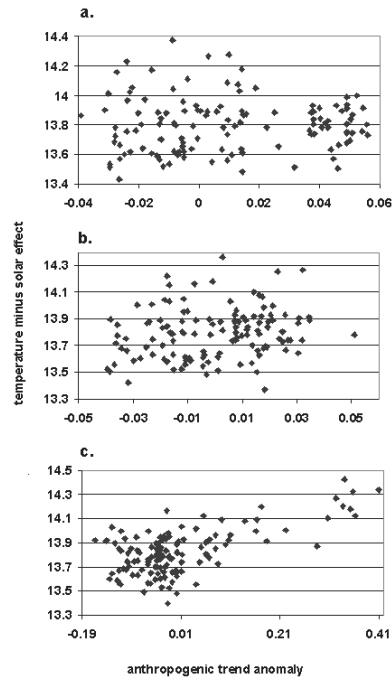 a.
14.4
14.2
14
13.8
13.6
13.4
-0.04 -0.02 0 0.02 0.04 0.06
b.
14.3
14.1
13.9
13.7
13.5
13.3
-0.05 -0.03 -0.01 0.01 0.03 0.05
temperature minus solar effect
c.
14.5
14.3
14.1
13.9
13.7
13.5
13.3
-0.19 0.01 0.21 0.41
anthropogenic trend anomaly